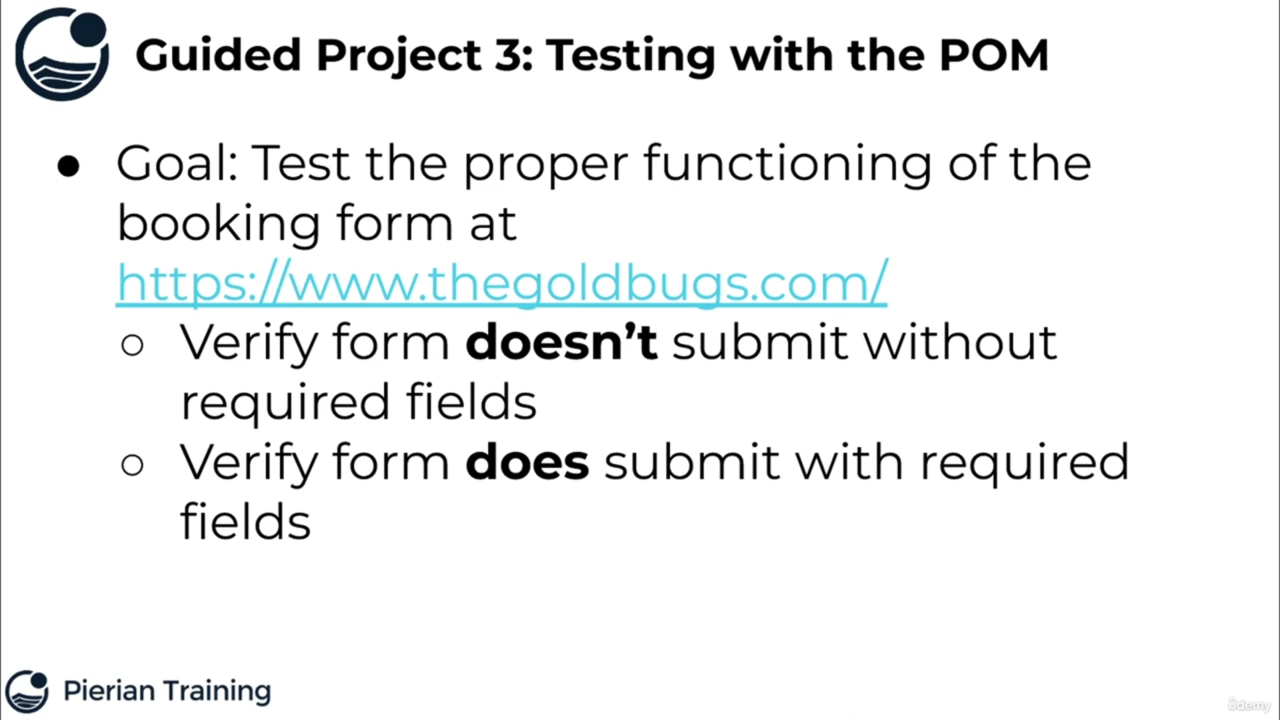 Guided Project 3: Testing with the POM
● Goal: Test the proper functioning of the
booking form at
https://www.thegoldbugs.com/
○ Verify form doesn’t submit without
required fields
○ Verify form does submit with required
fields
Pierian Training
ûdemy